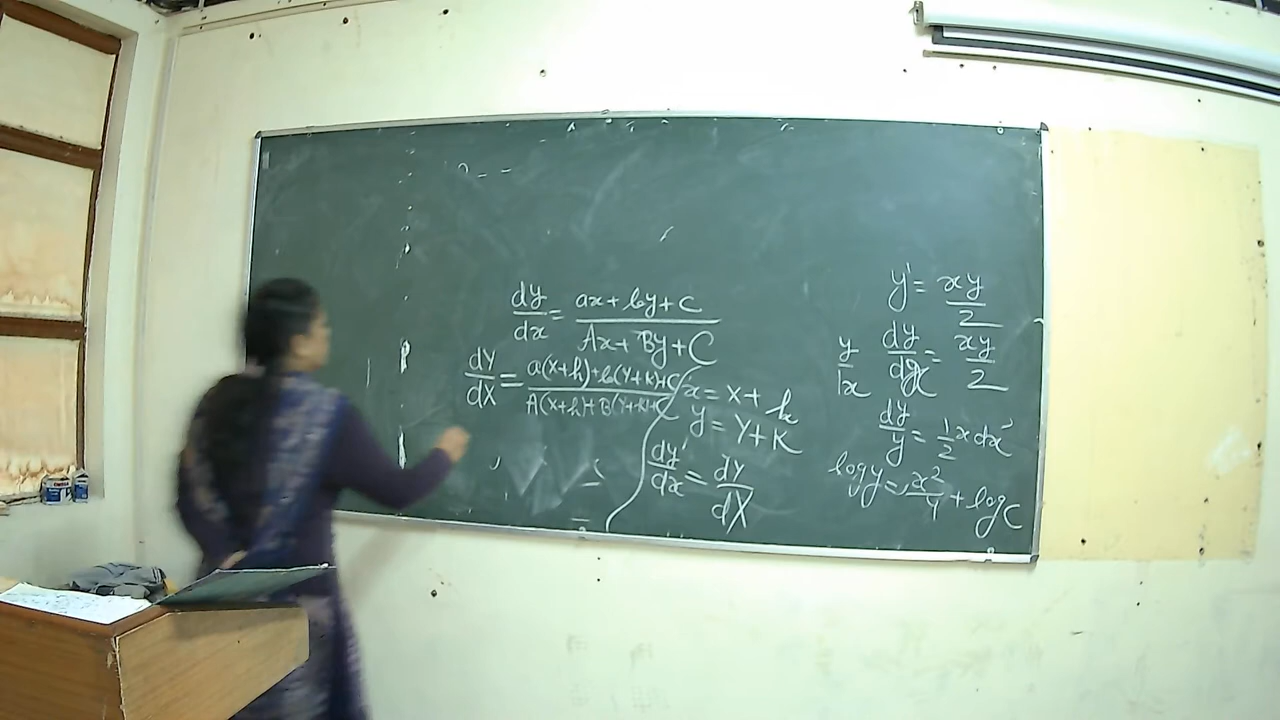 dy/dx = (ax + by + c)/(Ax + By + C)
dY/dX = (a(X+h) + b(Y+k)+C)/(A(X+h)+B(Y+k)+C)
x = X + h
y = Y + K
dy/dx = dY/dX
y' = xy/2
y/x
dy/dx = xy/2
dy/y = 1/2 x dx
log y = x²/4 + log C